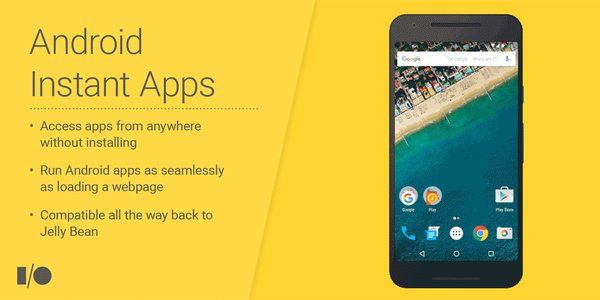 Android
Instant Apps
• Access apps from anywhere
without installing
• Run Android apps as seamlessly
as loading a webpage
• Compatible all the way back to
Jelly Bean
I/O
Google
Google
Play
Play Store